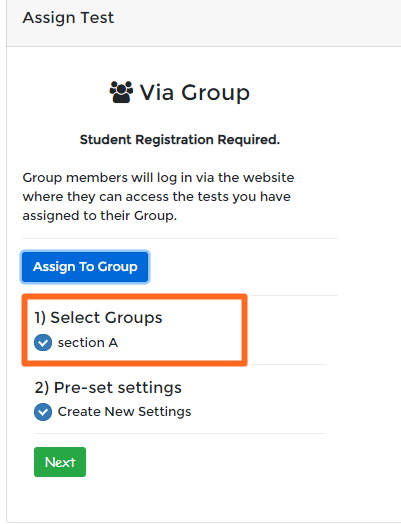 Assign Test
Via Group
Student Registration Required.
Group members will log in via the website
where they can access the tests you have
assigned to their Group.
Assign To Group
1) Select Groups
section A
2) Pre-set settings
Create New Settings
Next